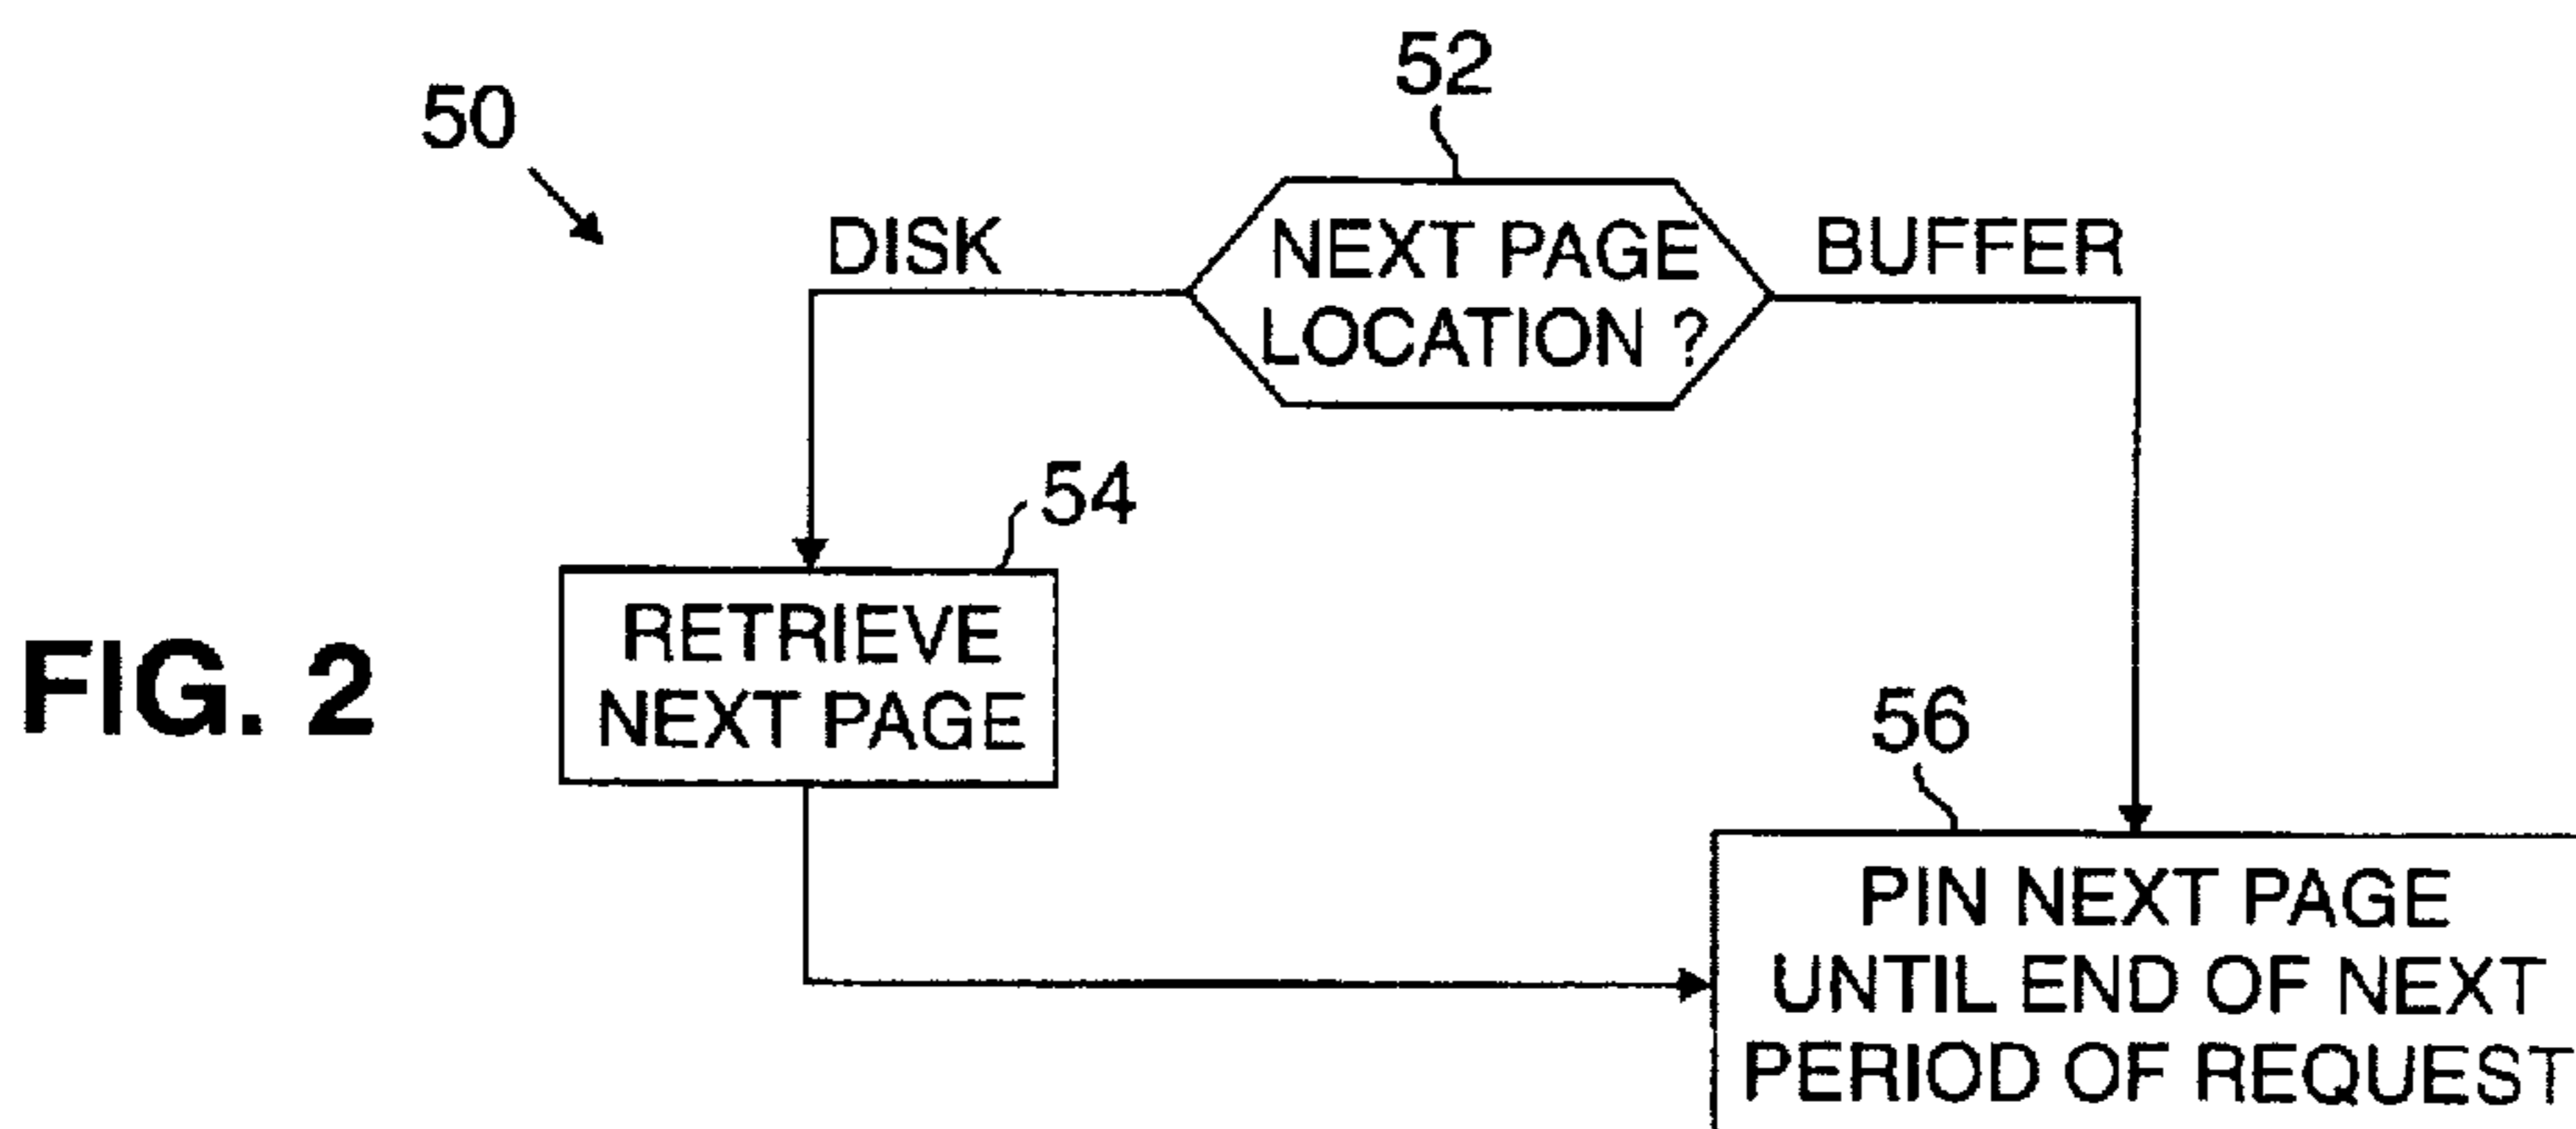 52
50
DISK
BUFFER
NEXT PAGE
LOCATION ?
54
RETRIEVE
NEXT PAGE
FIG. 2
56
PIN NEXT PAGE
UNTIL END OF NEXT
PERIOD OF REQUEST